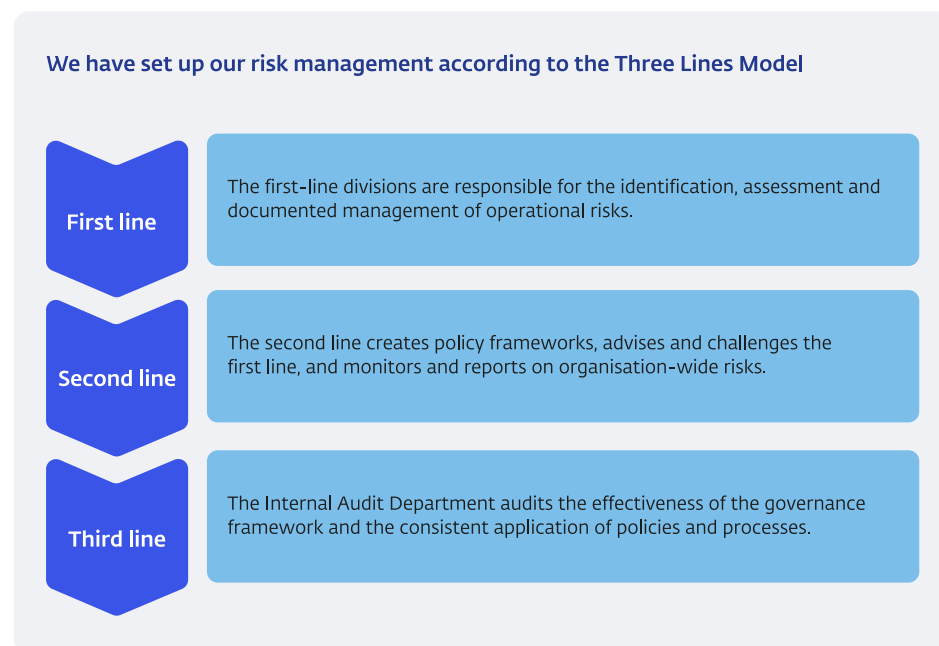 We have set up our risk management according to the Three Lines Model
First line
The first-line divisions are responsible for the identification, assessment and
documented management of operational risks.
Second line
The second line creates policy frameworks, advises and challenges the
first line, and monitors and reports on organisation-wide risks.
Third line
The Internal Audit Department audits the effectiveness of the governance
framework and the consistent application of policies and processes.